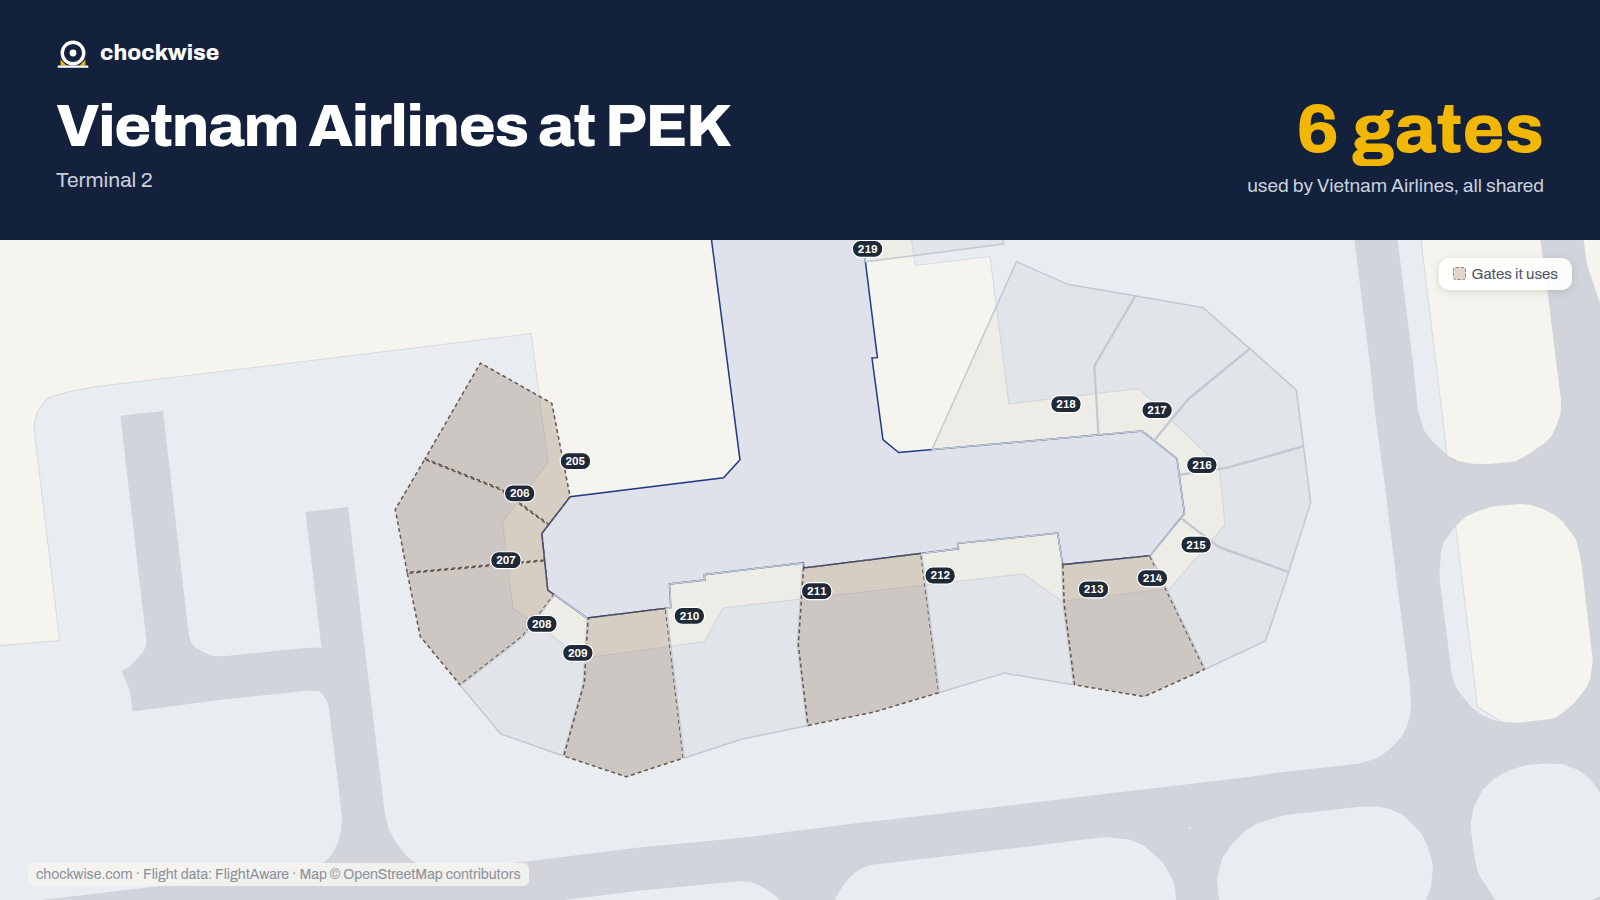 chockwise
Vietnam Airlines at PEK
Terminal 2
6 gates
used by Vietnam Airlines, all shared
219
Gates it uses
218
217
205
216
206
215
207
212
214
211
213
210
208
209
chockwise.com · Flight data: FlightAware · Map © OpenStreetMap contributors